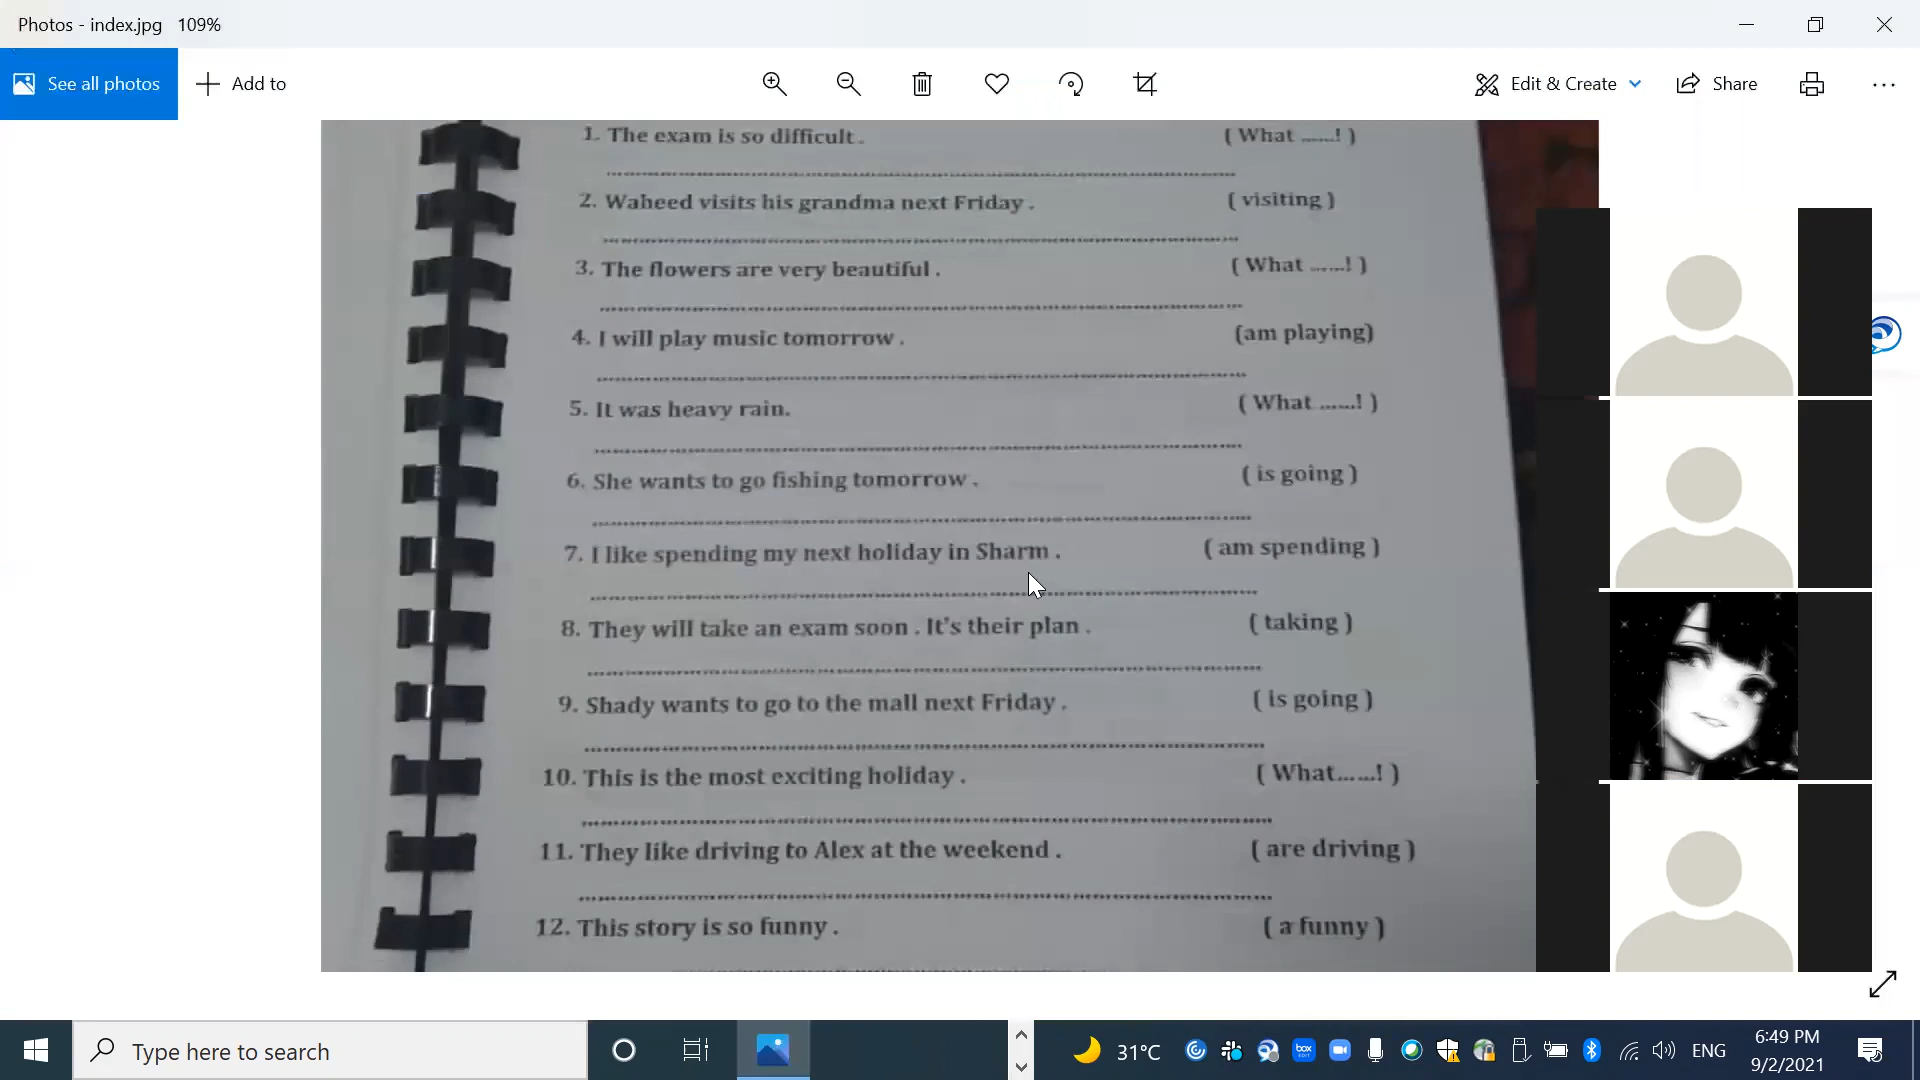 Photos - index.jpg 109%
See all photos
Add to
Edit & Create
Share
1. The exam is so difficult . ( What ......! )
2. Waheed visits his grandma next Friday . ( visiting )
3. The flowers are very beautiful . ( What ......! )
4. I will play music tomorrow . (am playing)
5. It was heavy rain. ( What ......! )
6. She wants to go fishing tomorrow . ( is going )
7. I like spending my next holiday in Sharm . ( am spending )
8. They will take an exam soon . It's their plan . ( taking )
9. Shady wants to go to the mall next Friday . ( is going )
10. This is the most exciting holiday . ( What......! )
11. They like driving to Alex at the weekend . ( are driving )
12. This story is so funny . ( a funny )
Type here to search
31°C
box
EDIT
ENG
6:49 PM
9/2/2021